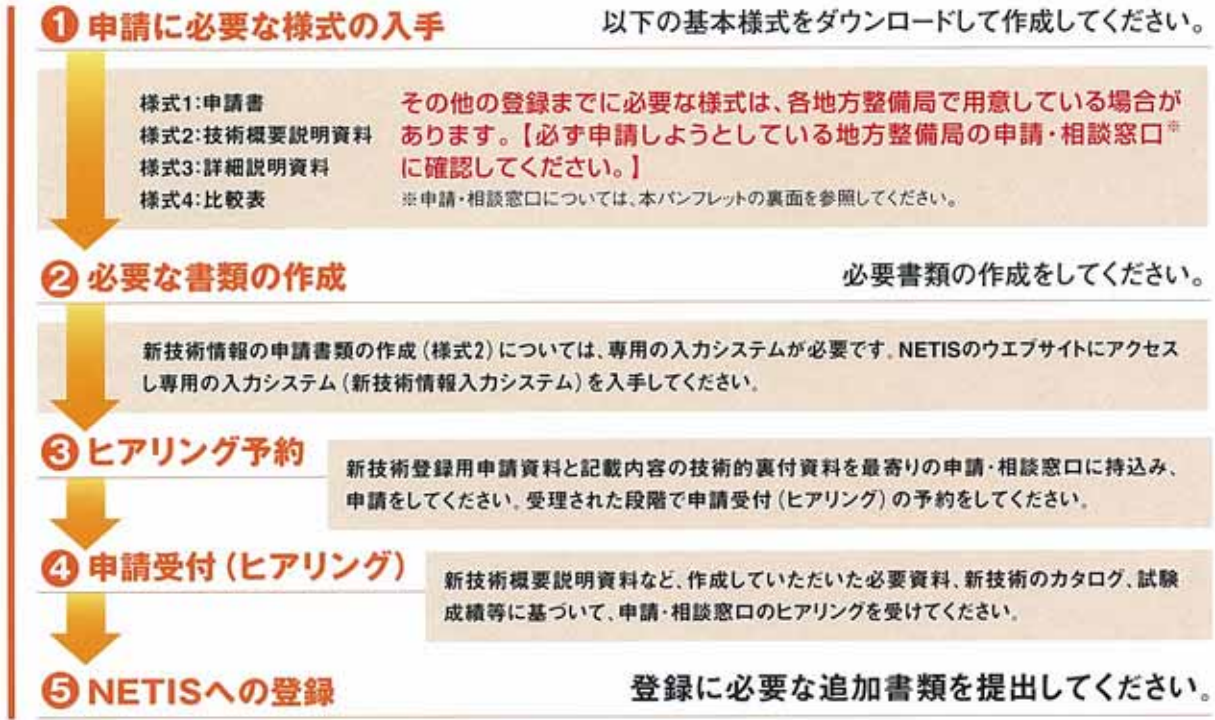 ❶ 申請に必要な様式の入手
以下の基本様式をダウンロードして作成してください。
様式1:申請書
様式2:技術概要説明資料
様式3:詳細説明資料
様式4:比較表
その他の登録までに必要な様式は、各地方整備局で用意している場合が
あります。【必ず申請しようとしている地方整備局の申請・相談窓口※
に確認してください。】
※申請・相談窓口については、本パンフレットの裏面を参照してください。
❷ 必要な書類の作成
必要書類の作成をしてください。
新技術情報の申請書類の作成(様式2)については、専用の入力システムが必要です。NETISのウエブサイトにアクセス
し専用の入力システム(新技術情報入力システム)を入手してください。
❸ ヒアリング予約
新技術登録用申請資料と記載内容の技術的裏付資料を最寄りの申請・相談窓口に持込み、
申請をしてください。受理された段階で申請受付(ヒアリング)の予約をしてください。
❹ 申請受付(ヒアリング)
新技術概要説明資料など、作成していただいた必要資料、新技術のカタログ、試験
成績等に基づいて、申請・相談窓口のヒアリングを受けてください。
❺ NETISへの登録
登録に必要な追加書類を提出してください。